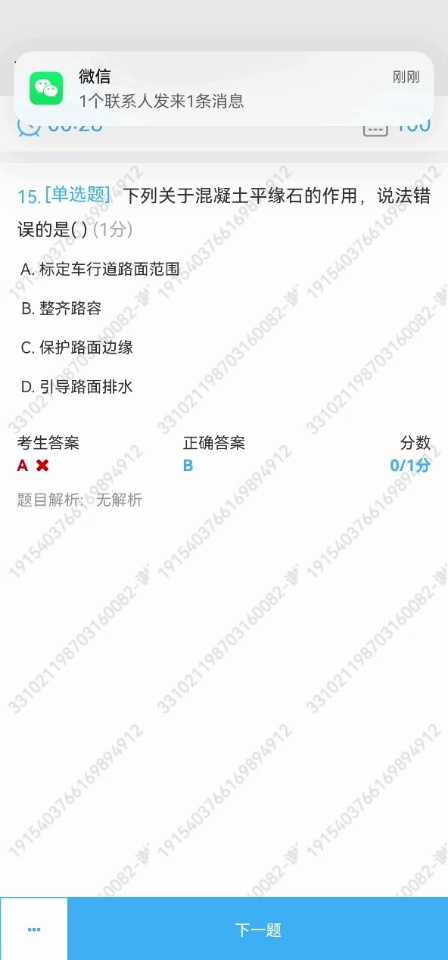 微信
刚刚
1个联系人发来1条消息
15.[单选题] 下列关于混凝土平缘石的作用，说法错
误的是( ) (1分)
A. 标定车行道路面范围
B. 整齐路容
C. 保护路面边缘
D. 引导路面排水
考生答案 正确答案 分数
A ✖ B 0/1分
题目解析： 无解析
331021198703160082-谢
1915403766169894912
下一题